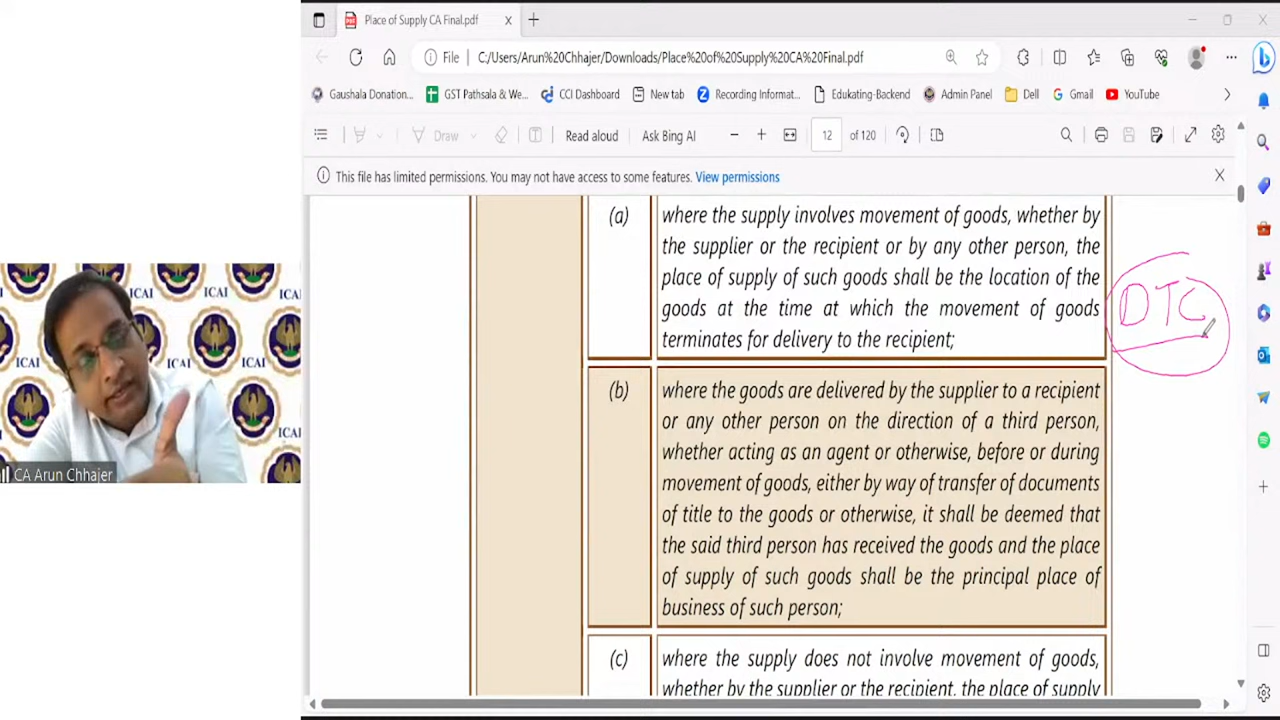 Place of Supply CA Final.pdf
File C:/Users/Arun%20Chhajer/Downloads/Place%20of%20Supply%20CA%20Final.pdf
Gaushala Donation... GST Pathsala & We... CCI Dashboard New tab Recording Informat... Edukating-Backend Admin Panel Dell Gmail YouTube
Draw Read aloud Ask Bing AI 12 of 120
This file has limited permissions. You may not have access to some features. View permissions
(a) where the supply involves movement of goods, whether by
the supplier or the recipient or by any other person, the
place of supply of such goods shall be the location of the
goods at the time at which the movement of goods
terminates for delivery to the recipient;
DTC
(b) where the goods are delivered by the supplier to a recipient
or any other person on the direction of a third person,
whether acting as an agent or otherwise, before or during
movement of goods, either by way of transfer of documents
of title to the goods or otherwise, it shall be deemed that
the said third person has received the goods and the place
of supply of such goods shall be the principal place of
business of such person;
(c) where the supply does not involve movement of goods,
whether by the supplier or the recipient, the place of supply
ICAI ICAI ICAI
ICAI ICAI
ICAI
CA Arun Chhajer